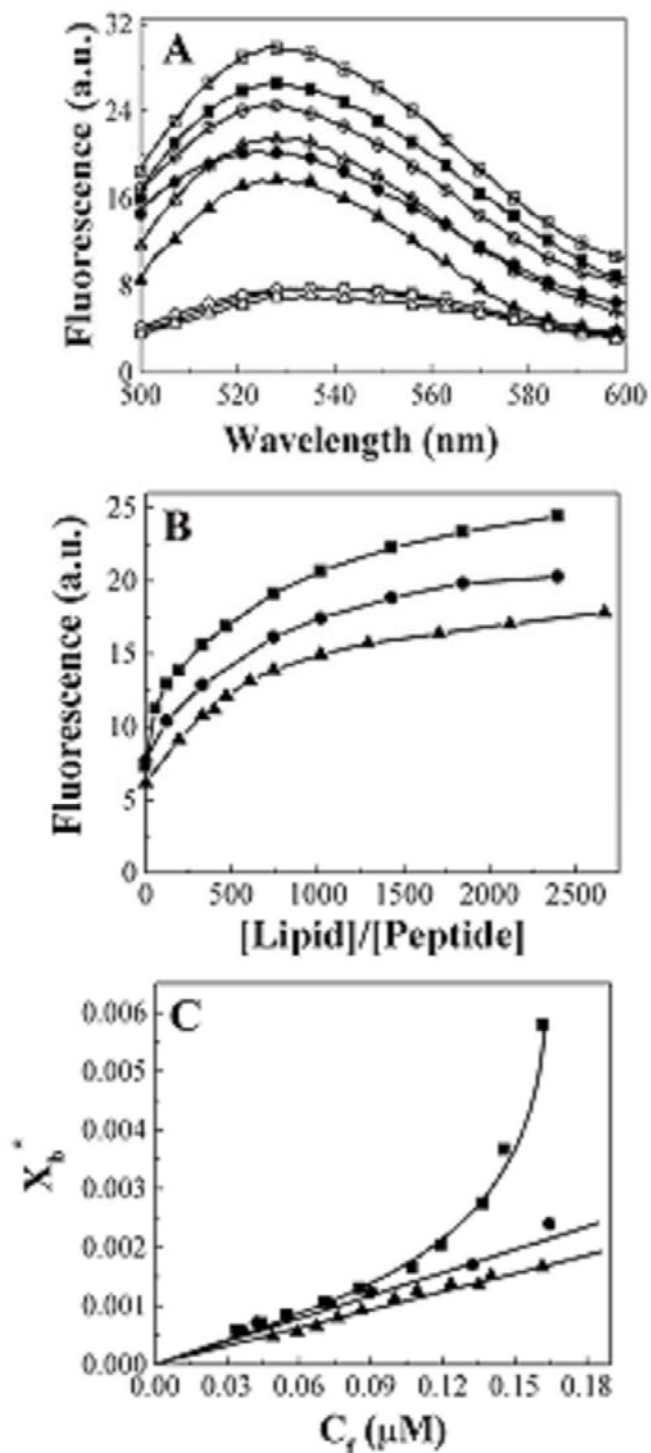 A
Fluorescence (a.u.)
32
24
16
8
0
500 520 540 560 580 600
Wavelength (nm)
B
Fluorescence (a.u.)
25
20
15
10
5
0
0 500 1000 1500 2000 2500
[Lipid]/[Peptide]
C
X_b*
0.006
0.005
0.004
0.003
0.002
0.001
0.000
0.00 0.03 0.06 0.09 0.12 0.15 0.18
C_f (μM)